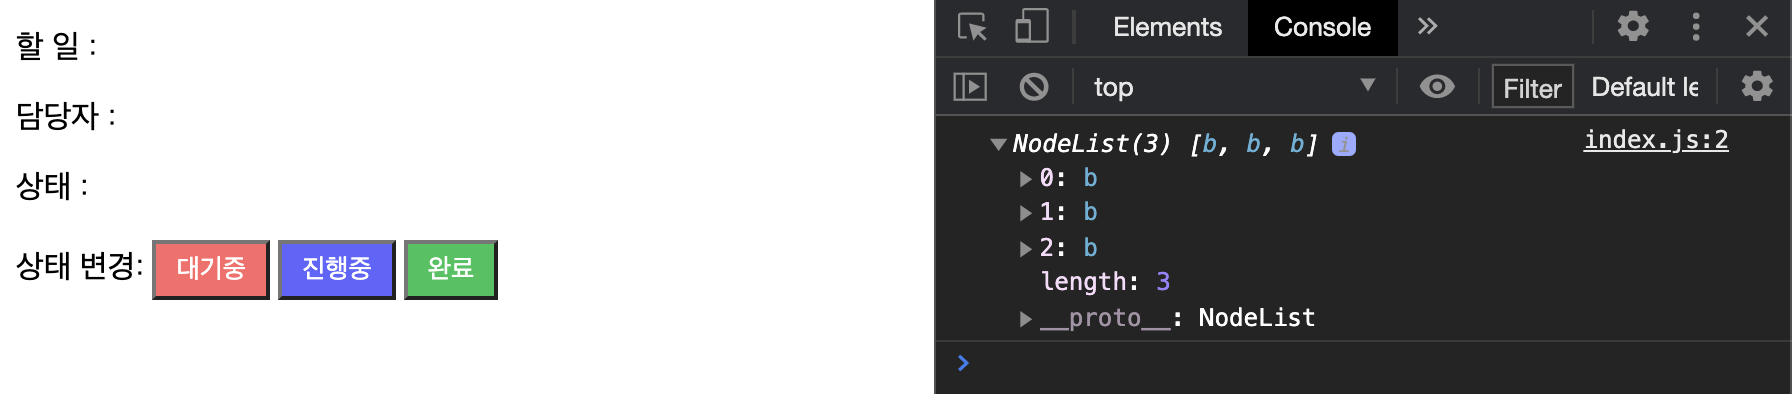 할 일 :
담당자 :
상태 :
상태 변경: 대기중 진행중 완료
Elements Console »
top Filter Default le
NodeList(3) [b, b, b] i index.js:2
0: b
1: b
2: b
length: 3
__proto__: NodeList
>